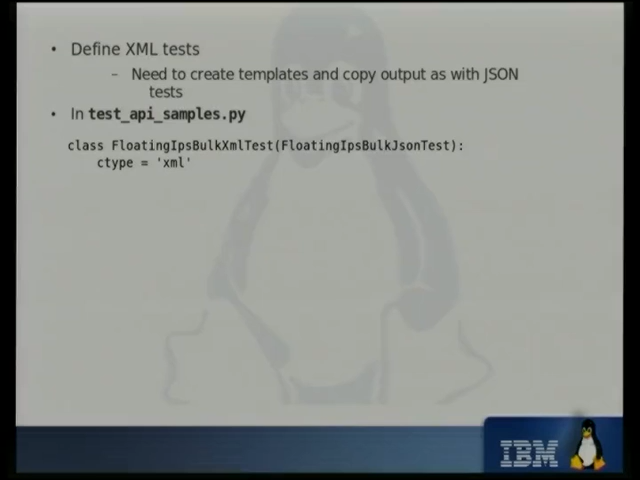 • Define XML tests
– Need to create templates and copy output as with JSON
tests
• In test_api_samples.py
class FloatingIpsBulkXmlTest(FloatingIpsBulkJsonTest):
ctype = 'xml'
IBM